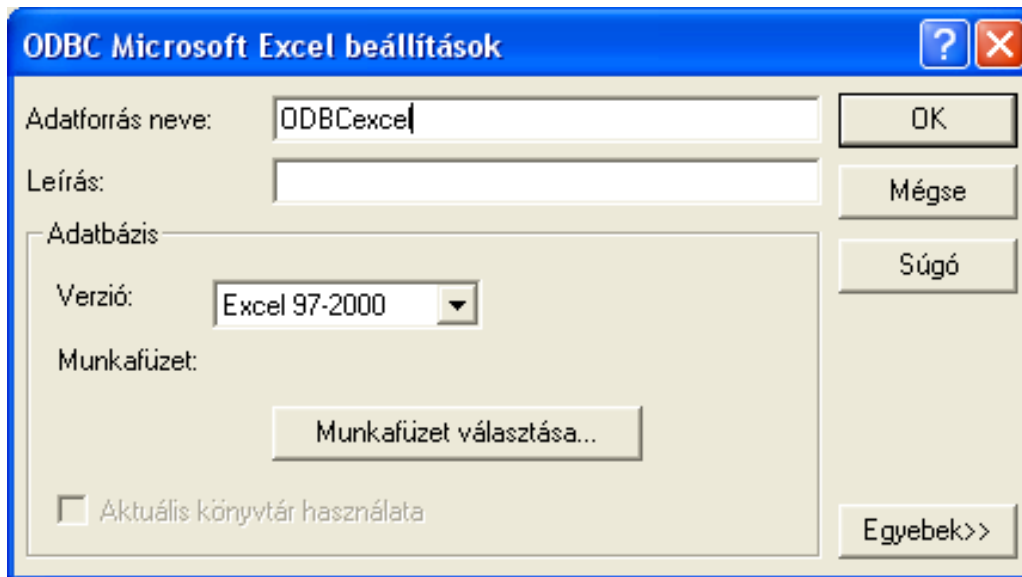 ODBC Microsoft Excel beállítások
Adatforrás neve: ODBCexcel OK
Leírás: Mégse
Adatbázis
Súgó
Verzió: Excel 97-2000
Munkafüzet:
Munkafüzet választása...
Aktuális könyvtár használata
Egyebek>>